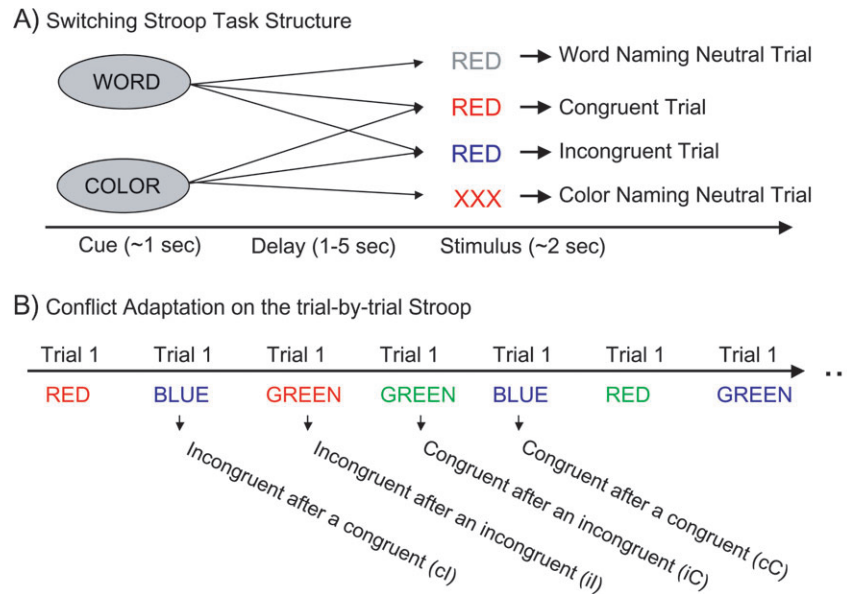 A) Switching Stroop Task Structure
WORD
COLOR
RED Word Naming Neutral Trial
RED Congruent Trial
RED Incongruent Trial
XXX Color Naming Neutral Trial
Cue (~1 sec) Delay (1-5 sec) Stimulus (~2 sec)
B) Conflict Adaptation on the trial-by-trial Stroop
Trial 1 Trial 1 Trial 1 Trial 1 Trial 1 Trial 1 Trial 1
RED BLUE GREEN GREEN BLUE RED GREEN ..
Incongruent after a congruent (cI)
Incongruent after an incongruent (iI)
Congruent after an incongruent (iC)
Congruent after a congruent (cC)